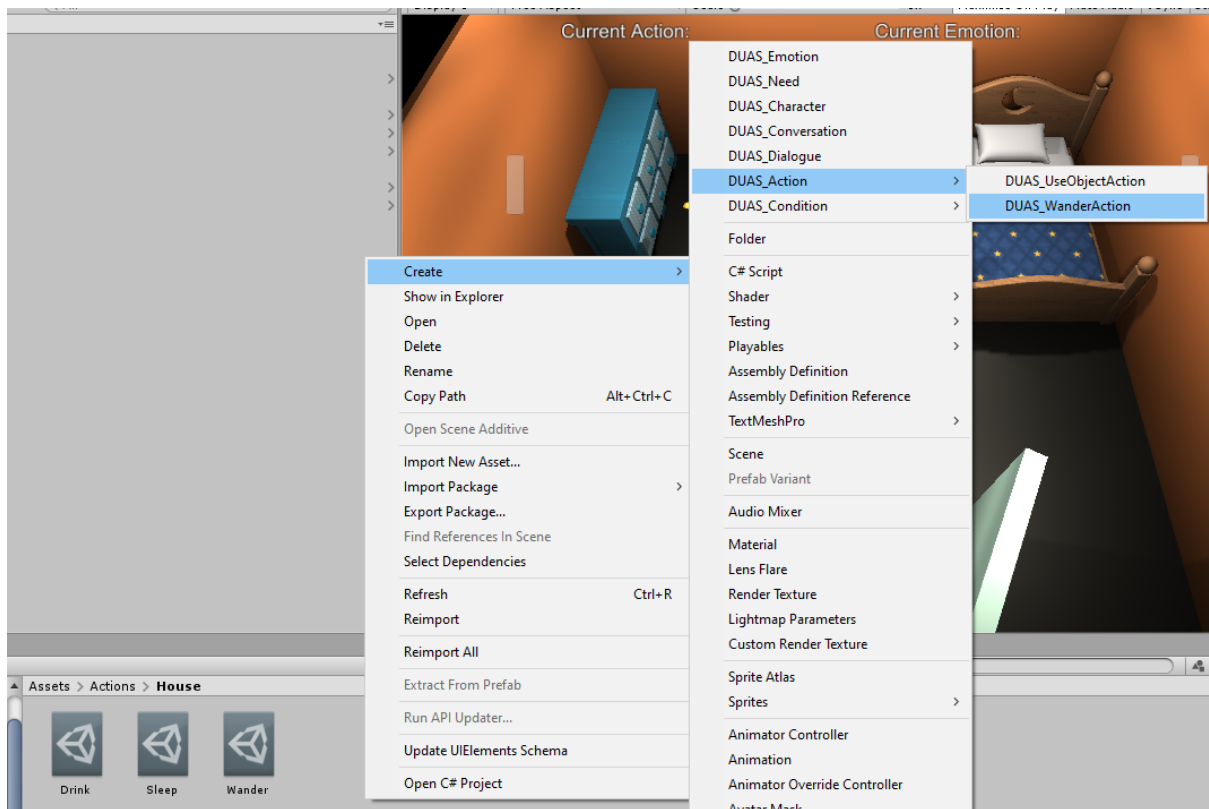 Current Action:
Current Emotion:
DUAS_Emotion
DUAS_Need
DUAS_Character
DUAS_Conversation
DUAS_Dialogue
DUAS_Action
DUAS_Condition
Folder
C# Script
Shader
Testing
Playables
Assembly Definition
Assembly Definition Reference
TextMeshPro
Scene
Prefab Variant
Audio Mixer
Material
Lens Flare
Render Texture
Lightmap Parameters
Custom Render Texture
Sprite Atlas
Sprites
Animator Controller
Animation
Animator Override Controller
Avatar Mask
DUAS_UseObjectAction
DUAS_WanderAction
Create
Show in Explorer
Open
Delete
Rename
Copy Path Alt+Ctrl+C
Open Scene Additive
Import New Asset...
Import Package
Export Package...
Find References In Scene
Select Dependencies
Refresh Ctrl+R
Reimport
Reimport All
Extract From Prefab
Run API Updater...
Update UIElements Schema
Open C# Project
Assets > Actions > House
Drink
Sleep
Wander